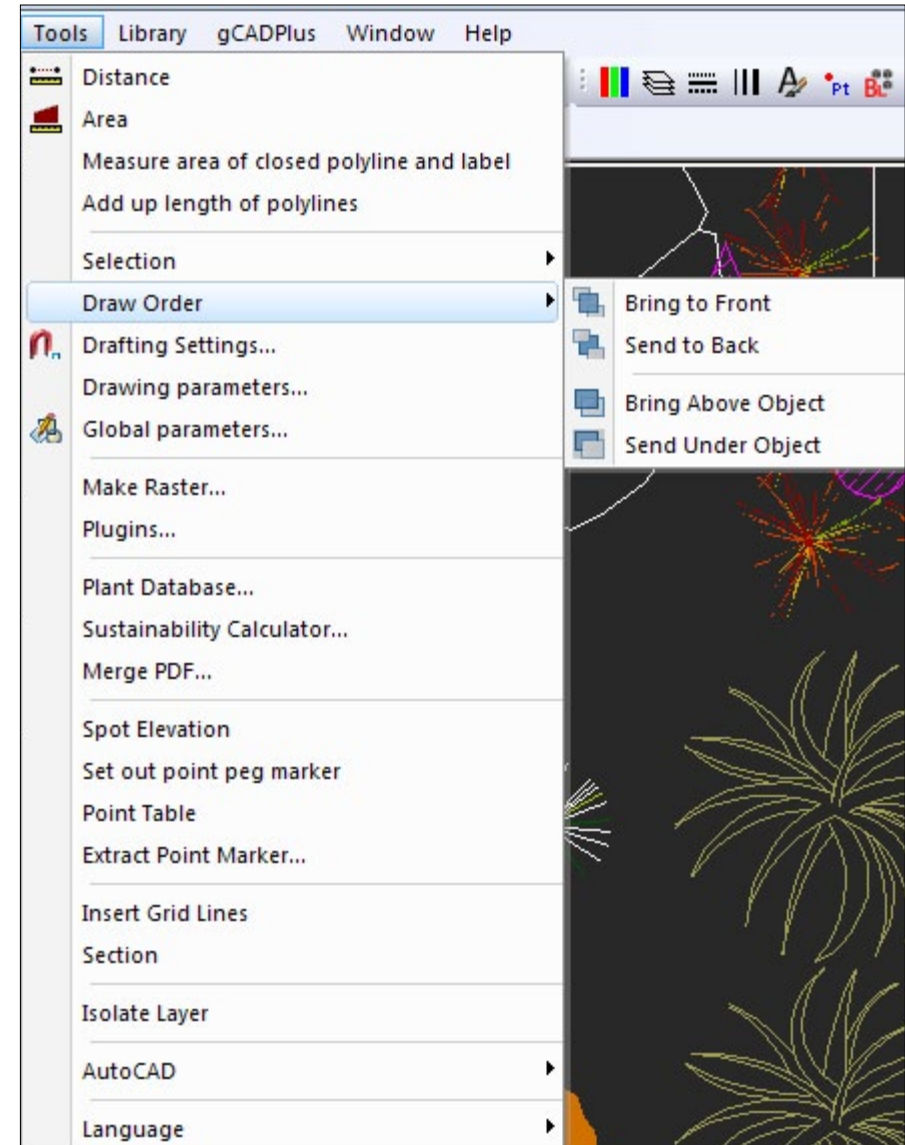 Tools Library gCADPlus Window Help
Distance
Area
Measure area of closed polyline and label
Add up length of polylines
Selection
Draw Order
Drafting Settings...
Drawing parameters...
Global parameters...
Make Raster...
Plugins...
Plant Database...
Sustainability Calculator...
Merge PDF...
Spot Elevation
Set out point peg marker
Point Table
Extract Point Marker...
Insert Grid Lines
Section
Isolate Layer
AutoCAD
Language
Bring to Front
Send to Back
Bring Above Object
Send Under Object
A Pt BL